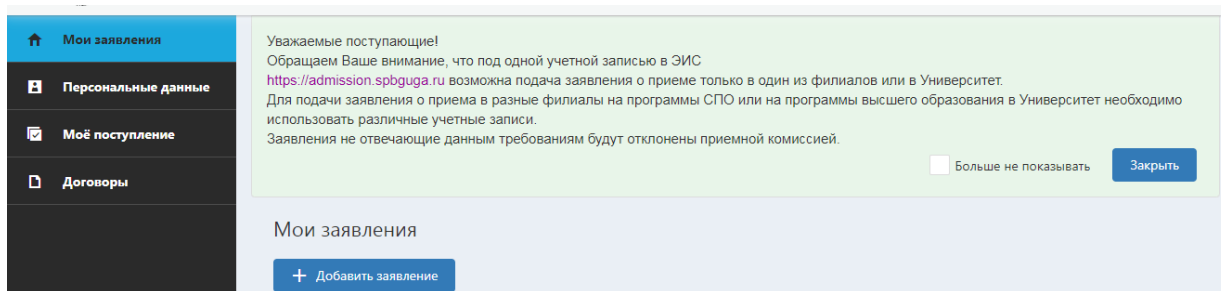 Мои заявления
Персональные данные
Моё поступление
Договоры
Уважаемые поступающие!
Обращаем Ваше внимание, что под одной учетной записью в ЭИС
https://admission.spbguga.ru возможна подача заявления о приеме только в один из филиалов или в Университет.
Для подачи заявления о приема в разные филиалы на программы СПО или на программы высшего образования в Университет необходимо
использовать различные учетные записи.
Заявления не отвечающие данным требованиям будут отклонены приемной комиссией.
Больше не показывать
Закрыть
Мои заявления
+ Добавить заявление